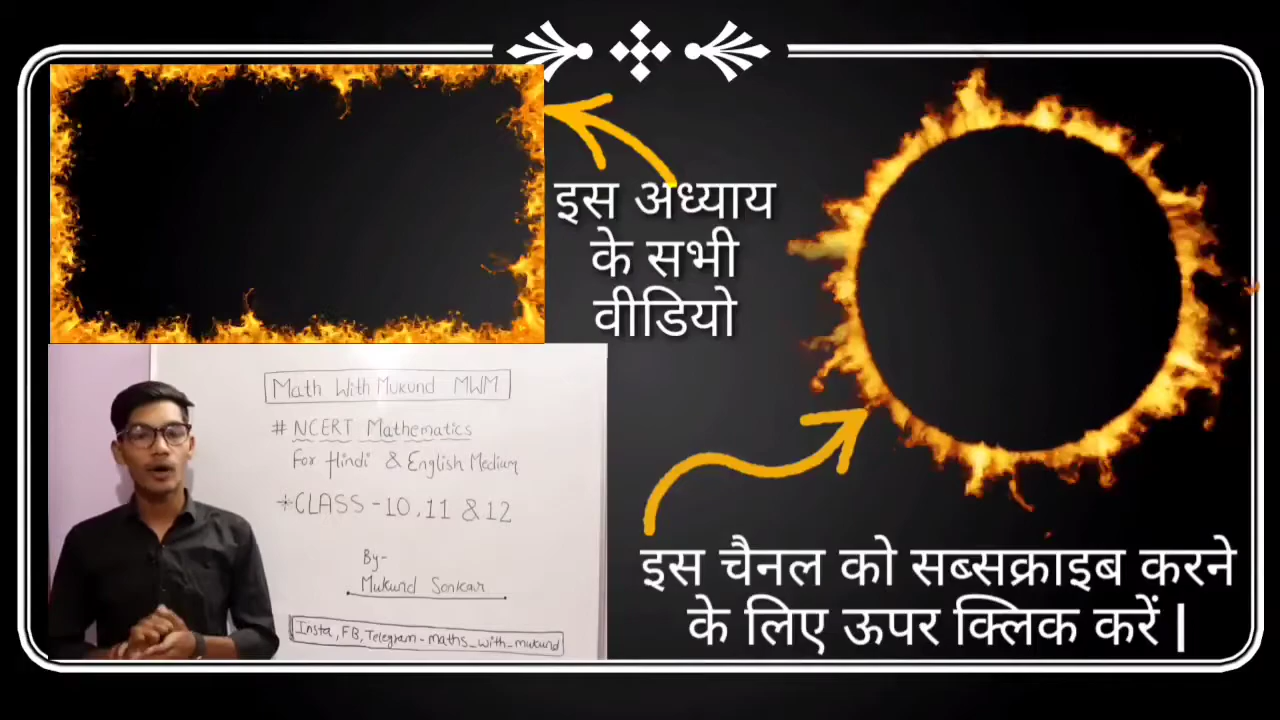 इस अध्याय
के सभी
वीडियो
Math With Mukund MWM
# NCERT Mathematics
For Hindi & English Medium
*CLASS-10, 11 & 12
By-
Mukund Sonkar
Insta, FB, Telegram-maths_with_mukund
इस चैनल को सब्सक्राइब करने
के लिए ऊपर क्लिक करें |